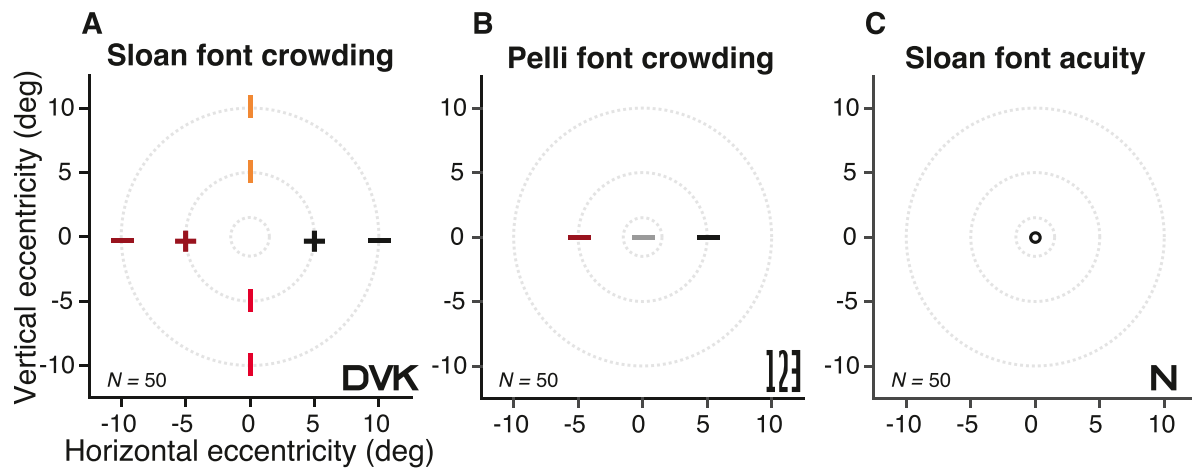 A
Sloan font crowding
Vertical eccentricity (deg)
10
5
0
-5
-10
N = 50
DVK
-10
-5
0
5
10
Horizontal eccentricity (deg)
B
Pelli font crowding
10
5
0
-5
-10
N = 50
123
-10
-5
0
5
10
C
Sloan font acuity
10
5
0
-5
-10
N = 50
N
-10
-5
0
5
10